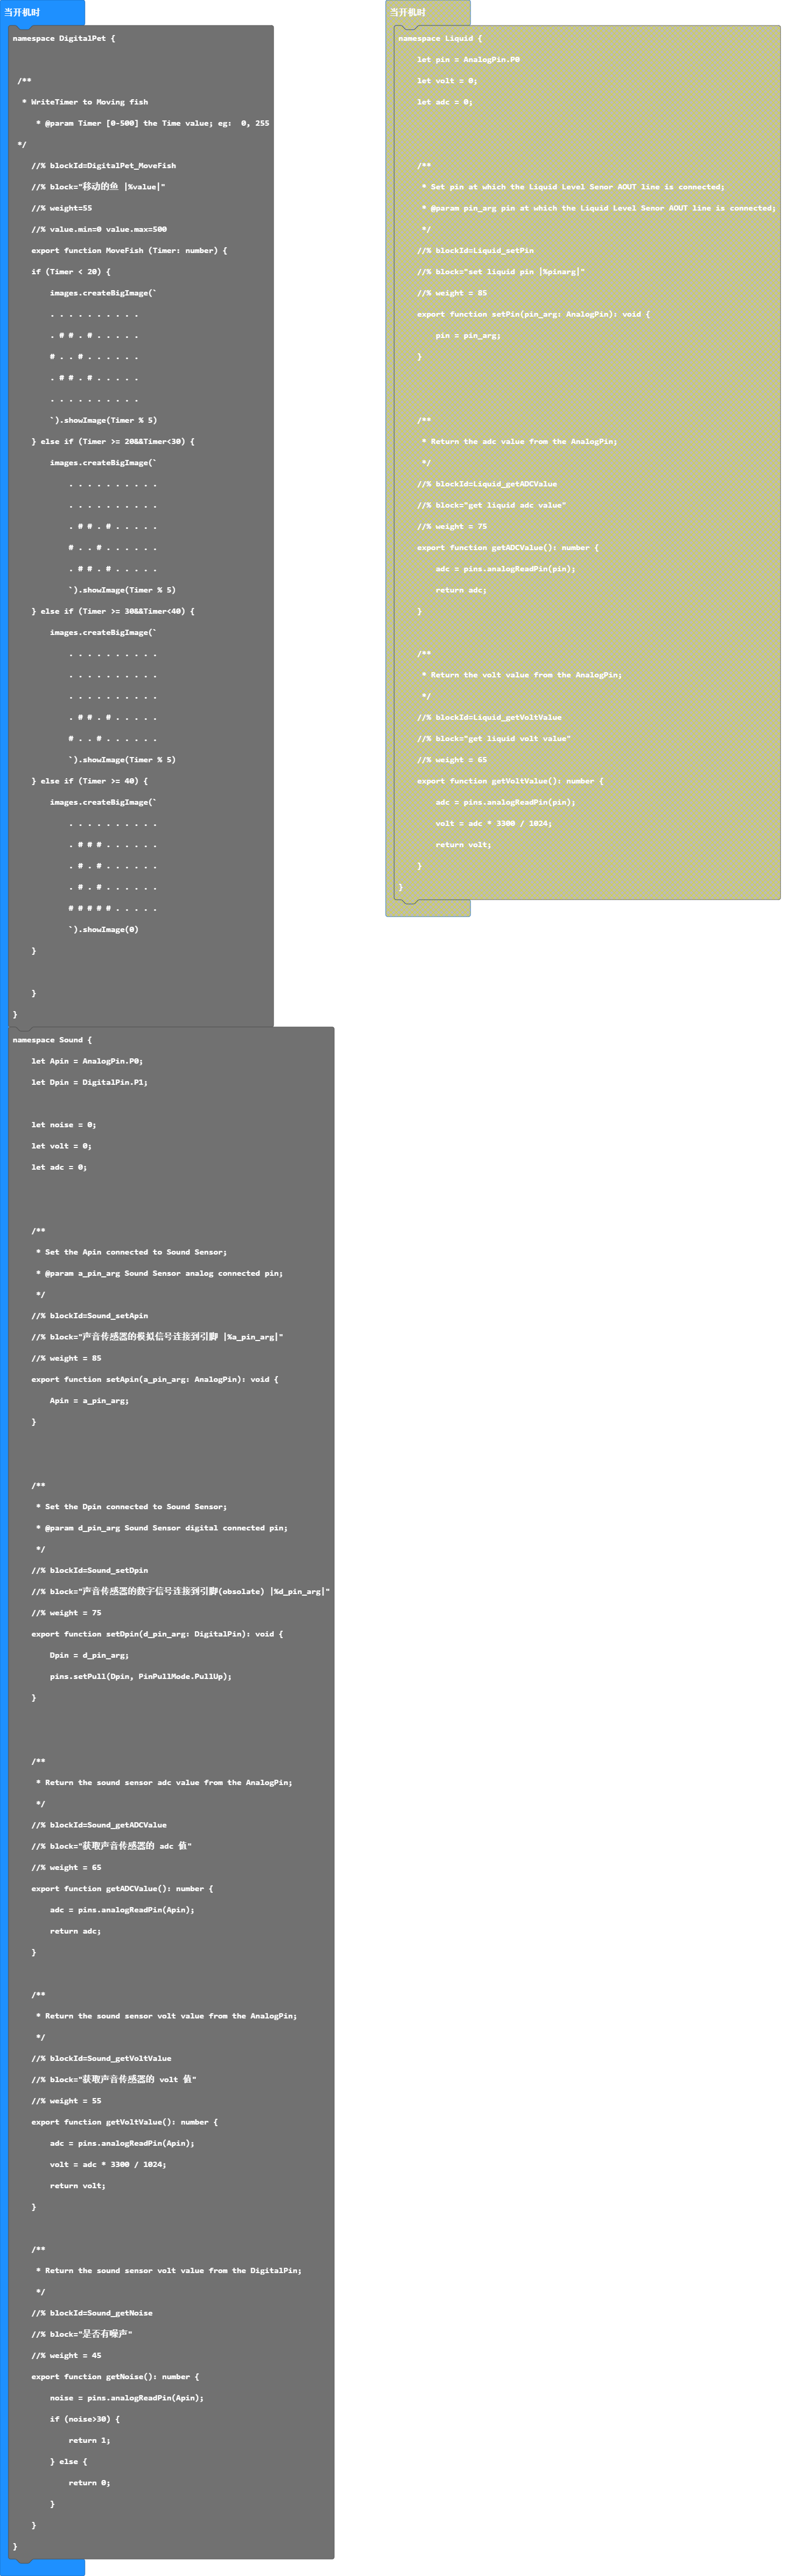 当开机时
namespace DigitalPet {
/**
* WriteTimer to Moving fish
* @param Timer [0-500] the Time value; eg:  0, 255
*/
//% blockId=DigitalPet_MoveFish
//% block="移动的鱼 |%value|"
//% weight=55
//% value.min=0 value.max=500
export function MoveFish (Timer: number) {
if (Timer < 20) {
images.createBigImage(`
. . . . . . . . . .
. # # . # . . . . .
# . . # . . . . . .
. # # . # . . . . .
. . . . . . . . . .
`).showImage(Timer % 5)
} else if (Timer >= 20&&Timer<30) {
images.createBigImage(`
. . . . . . . . . .
. . . . . . . . . .
. # # . # . . . . .
# . . # . . . . . .
. # # . # . . . . .
`).showImage(Timer % 5)
} else if (Timer >= 30&&Timer<40) {
images.createBigImage(`
. . . . . . . . . .
. . . . . . . . . .
. . . . . . . . . .
. # # . # . . . . .
# . . # . . . . . .
`).showImage(Timer % 5)
} else if (Timer >= 40) {
images.createBigImage(`
. . . . . . . . . .
. # # # . . . . . .
. # . # . . . . . .
. # . # . . . . . .
# # # # # . . . . .
`).showImage(0)
}
}
}
namespace Sound {
let Apin = AnalogPin.P0;
let Dpin = DigitalPin.P1;
let noise = 0;
let volt = 0;
let adc = 0;
/**
* Set the Apin connected to Sound Sensor;
* @param a_pin_arg Sound Sensor analog connected pin;
*/
//% blockId=Sound_setApin
//% block="声音传感器的模拟信号连接到引脚 |%a_pin_arg|"
//% weight = 85
export function setApin(a_pin_arg: AnalogPin): void {
Apin = a_pin_arg;
}
/**
* Set the Dpin connected to Sound Sensor;
* @param d_pin_arg Sound Sensor digital connected pin;
*/
//% blockId=Sound_setDpin
//% block="声音传感器的数字信号连接到引脚(obsolate) |%d_pin_arg|"
//% weight = 75
export function setDpin(d_pin_arg: DigitalPin): void {
Dpin = d_pin_arg;
pins.setPull(Dpin, PinPullMode.PullUp);
}
/**
* Return the sound sensor adc value from the AnalogPin;
*/
//% blockId=Sound_getADCValue
//% block="获取声音传感器的 adc 值"
//% weight = 65
export function getADCValue(): number {
adc = pins.analogReadPin(Apin);
return adc;
}
/**
* Return the sound sensor volt value from the AnalogPin;
*/
//% blockId=Sound_getVoltValue
//% block="获取声音传感器的 volt 值"
//% weight = 55
export function getVoltValue(): number {
adc = pins.analogReadPin(Apin);
volt = adc * 3300 / 1024;
return volt;
}
/**
* Return the sound sensor volt value from the DigitalPin;
*/
//% blockId=Sound_getNoise
//% block="是否有噪声"
//% weight = 45
export function getNoise(): number {
noise = pins.analogReadPin(Apin);
if (noise>30) {
return 1;
} else {
return 0;
}
}
}
当开机时
namespace Liquid {
let pin = AnalogPin.P0
let volt = 0;
let adc = 0;
/**
* Set pin at which the Liquid Level Senor AOUT line is connected;
* @param pin_arg pin at which the Liquid Level Senor AOUT line is connected;
*/
//% blockId=Liquid_setPin
//% block="set liquid pin |%pinarg|"
//% weight = 85
export function setPin(pin_arg: AnalogPin): void {
pin = pin_arg;
}
/**
* Return the adc value from the AnalogPin;
*/
//% blockId=Liquid_getADCValue
//% block="get liquid adc value"
//% weight = 75
export function getADCValue(): number {
adc = pins.analogReadPin(pin);
return adc;
}
/**
* Return the volt value from the AnalogPin;
*/
//% blockId=Liquid_getVoltValue
//% block="get liquid volt value"
//% weight = 65
export function getVoltValue(): number {
adc = pins.analogReadPin(pin);
volt = adc * 3300 / 1024;
return volt;
}
}